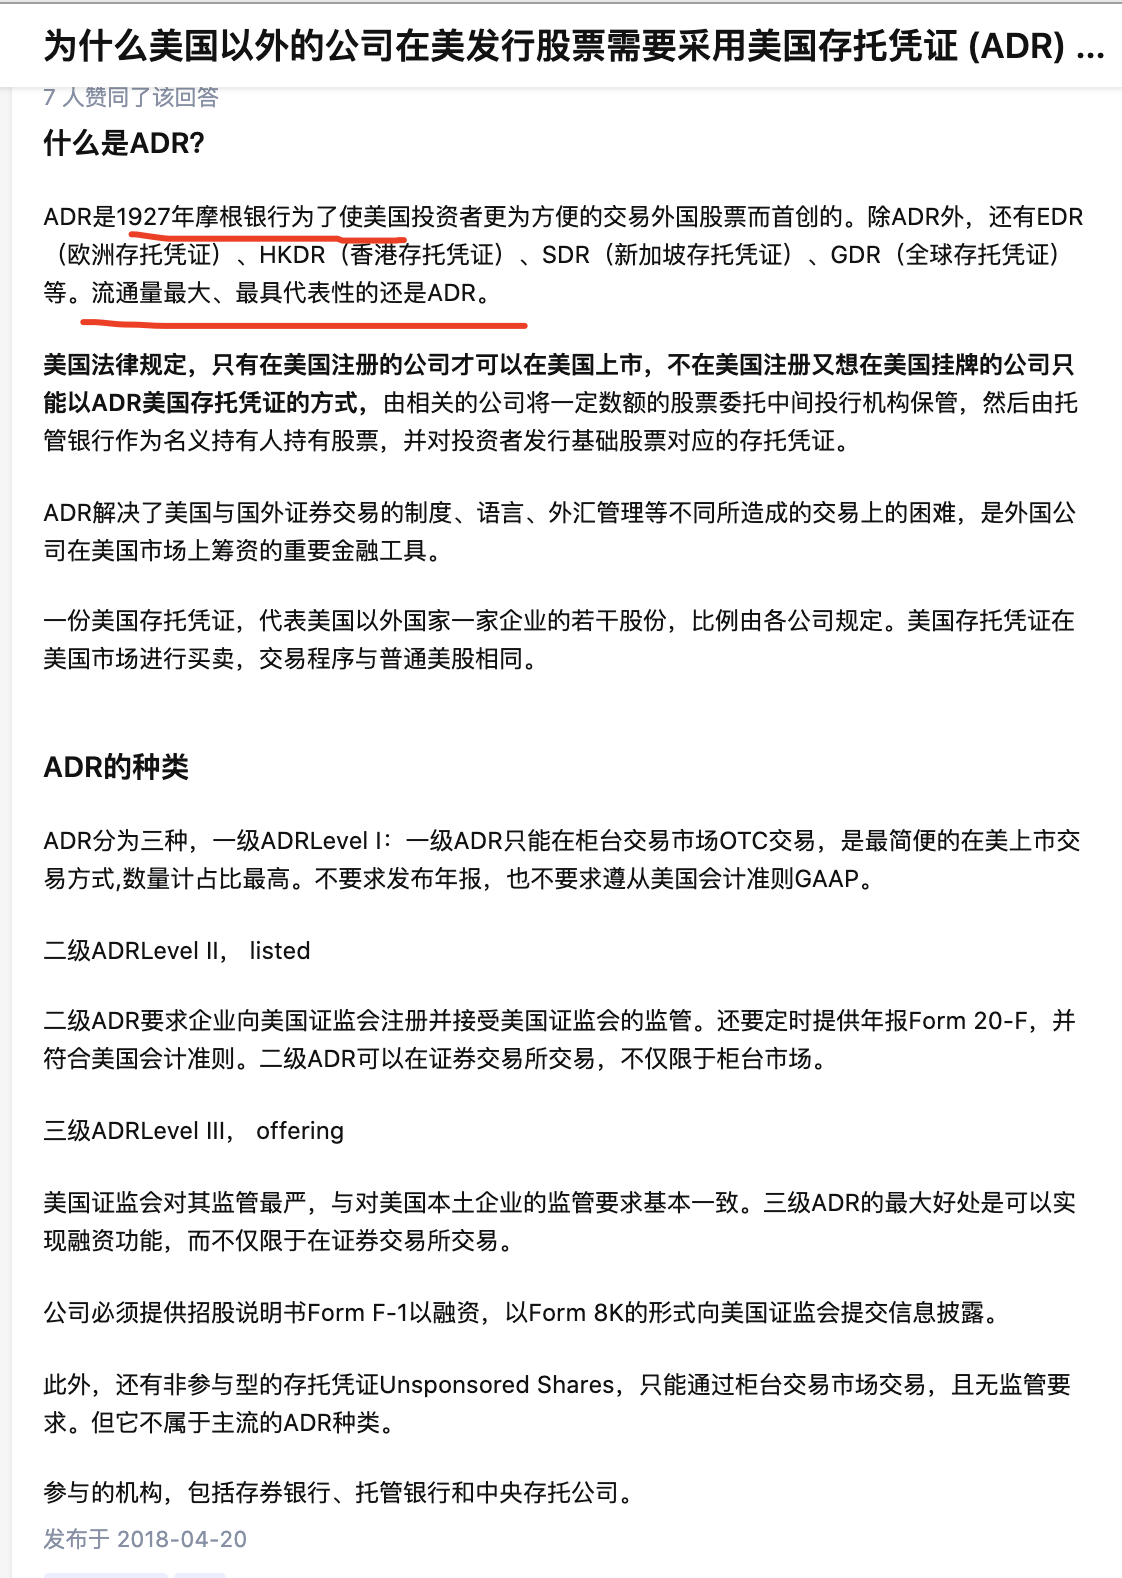 为什么美国以外的公司在美发行股票需要采用美国存托凭证 (ADR) ...
7 人赞同了该回答
什么是ADR?
ADR是1927年摩根银行为了使美国投资者更为方便的交易外国股票而首创的。除ADR外，还有EDR
（欧洲存托凭证）、HKDR（香港存托凭证）、SDR（新加坡存托凭证）、GDR（全球存托凭证）
等。流通量最大、最具代表性的还是ADR。
美国法律规定，只有在美国注册的公司才可以在美国上市，不在美国注册又想在美国挂牌的公司只
能以ADR美国存托凭证的方式，由相关的公司将一定数额的股票委托中间投行机构保管，然后由托
管银行作为名义持有人持有股票，并对投资者发行基础股票对应的存托凭证。
ADR解决了美国与国外证券交易的制度、语言、外汇管理等不同所造成的交易上的困难，是外国公
司在美国市场上筹资的重要金融工具。
一份美国存托凭证，代表美国以外国家一家企业的若干股份，比例由各公司规定。美国存托凭证在
美国市场进行买卖，交易程序与普通美股相同。
ADR的种类
ADR分为三种，一级ADRLevel I：一级ADR只能在柜台交易市场OTC交易，是最简便的在美上市交
易方式,数量计占比最高。不要求发布年报，也不要求遵从美国会计准则GAAP。
二级ADRLevel II， listed
二级ADR要求企业向美国证监会注册并接受美国证监会的监管。还要定时提供年报Form 20-F，并
符合美国会计准则。二级ADR可以在证券交易所交易，不仅限于柜台市场。
三级ADRLevel III， offering
美国证监会对其监管最严，与对美国本土企业的监管要求基本一致。三级ADR的最大好处是可以实
现融资功能，而不仅限于在证券交易所交易。
公司必须提供招股说明书Form F-1以融资，以Form 8K的形式向美国证监会提交信息披露。
此外，还有非参与型的存托凭证Unsponsored Shares，只能通过柜台交易市场交易，且无监管要
求。但它不属于主流的ADR种类。
参与的机构，包括存券银行、托管银行和中央存托公司。
发布于 2018-04-20